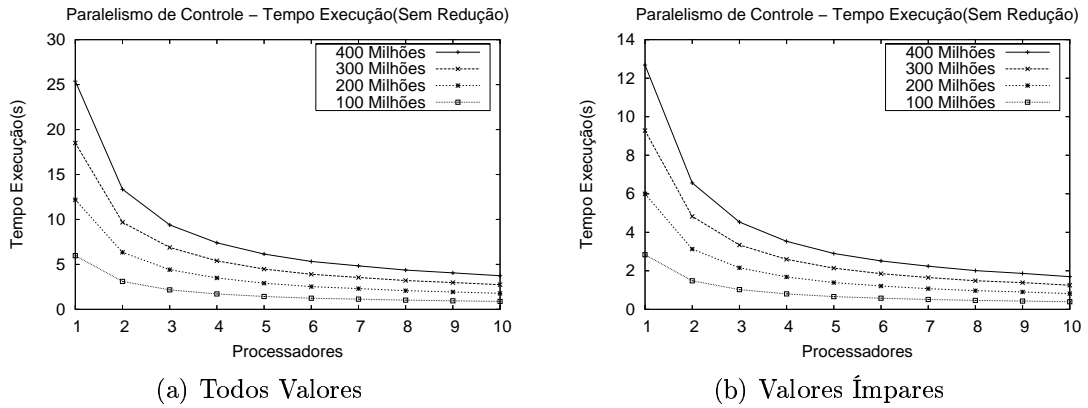 Paralelismo de Controle – Tempo Execução(Sem Redução)
30
25
20
15
10
5
0
1 2 3 4 5 6 7 8 9 10
Tempo Execução(s)
Processadores
400 Milhões
300 Milhões
200 Milhões
100 Milhões
(a) Todos Valores
Paralelismo de Controle – Tempo Execução(Sem Redução)
14
12
10
8
6
4
2
0
1 2 3 4 5 6 7 8 9 10
Tempo Execução(s)
Processadores
400 Milhões
300 Milhões
200 Milhões
100 Milhões
(b) Valores Ímpares